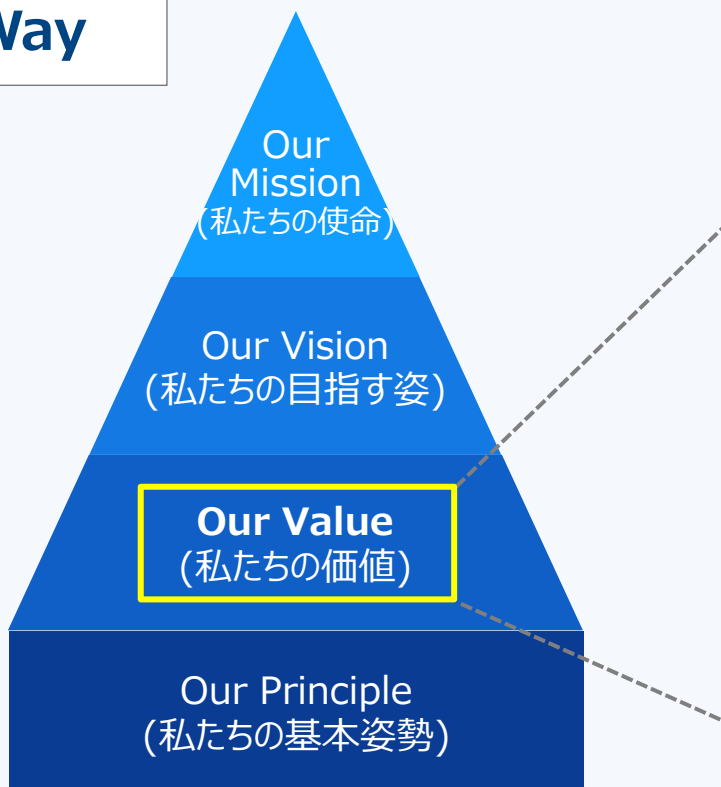 Way
Our
Mission
(私たちの使命)
Our Vision
(私たちの目指す姿)
Our Value
(私たちの価値)
Our Principle
(私たちの基本姿勢)